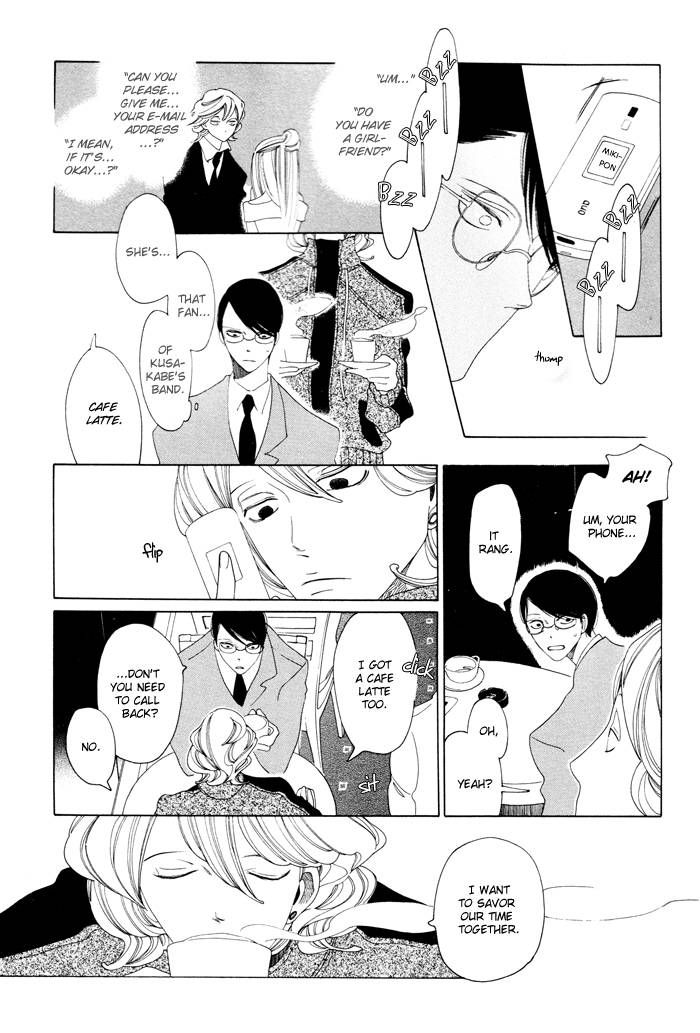 BZZ
BZZ
BZZ
MIKI-
PON
BZZ
BZZ
thump
"UM..."
"DO
YOU HAVE
A GIRL-
FRIEND?"
"CAN YOU
PLEASE...
GIVE ME...
YOUR E-MAIL
ADDRESS
...?"
"I MEAN,
IF IT'S...
OKAY...?"
SHE'S...
THAT
FAN...
OF
KUSA-
KABE'S
BAND.
CAFE
LATTE.
AH!
UM, YOUR
PHONE...
IT
RANG.
OH,
YEAH?
flip
click
I GOT
A CAFE
LATTE
TOO.
sit
...DON'T
YOU NEED
TO CALL
BACK?
NO.
I WANT
TO SAVOR
OUR TIME
TOGETHER.